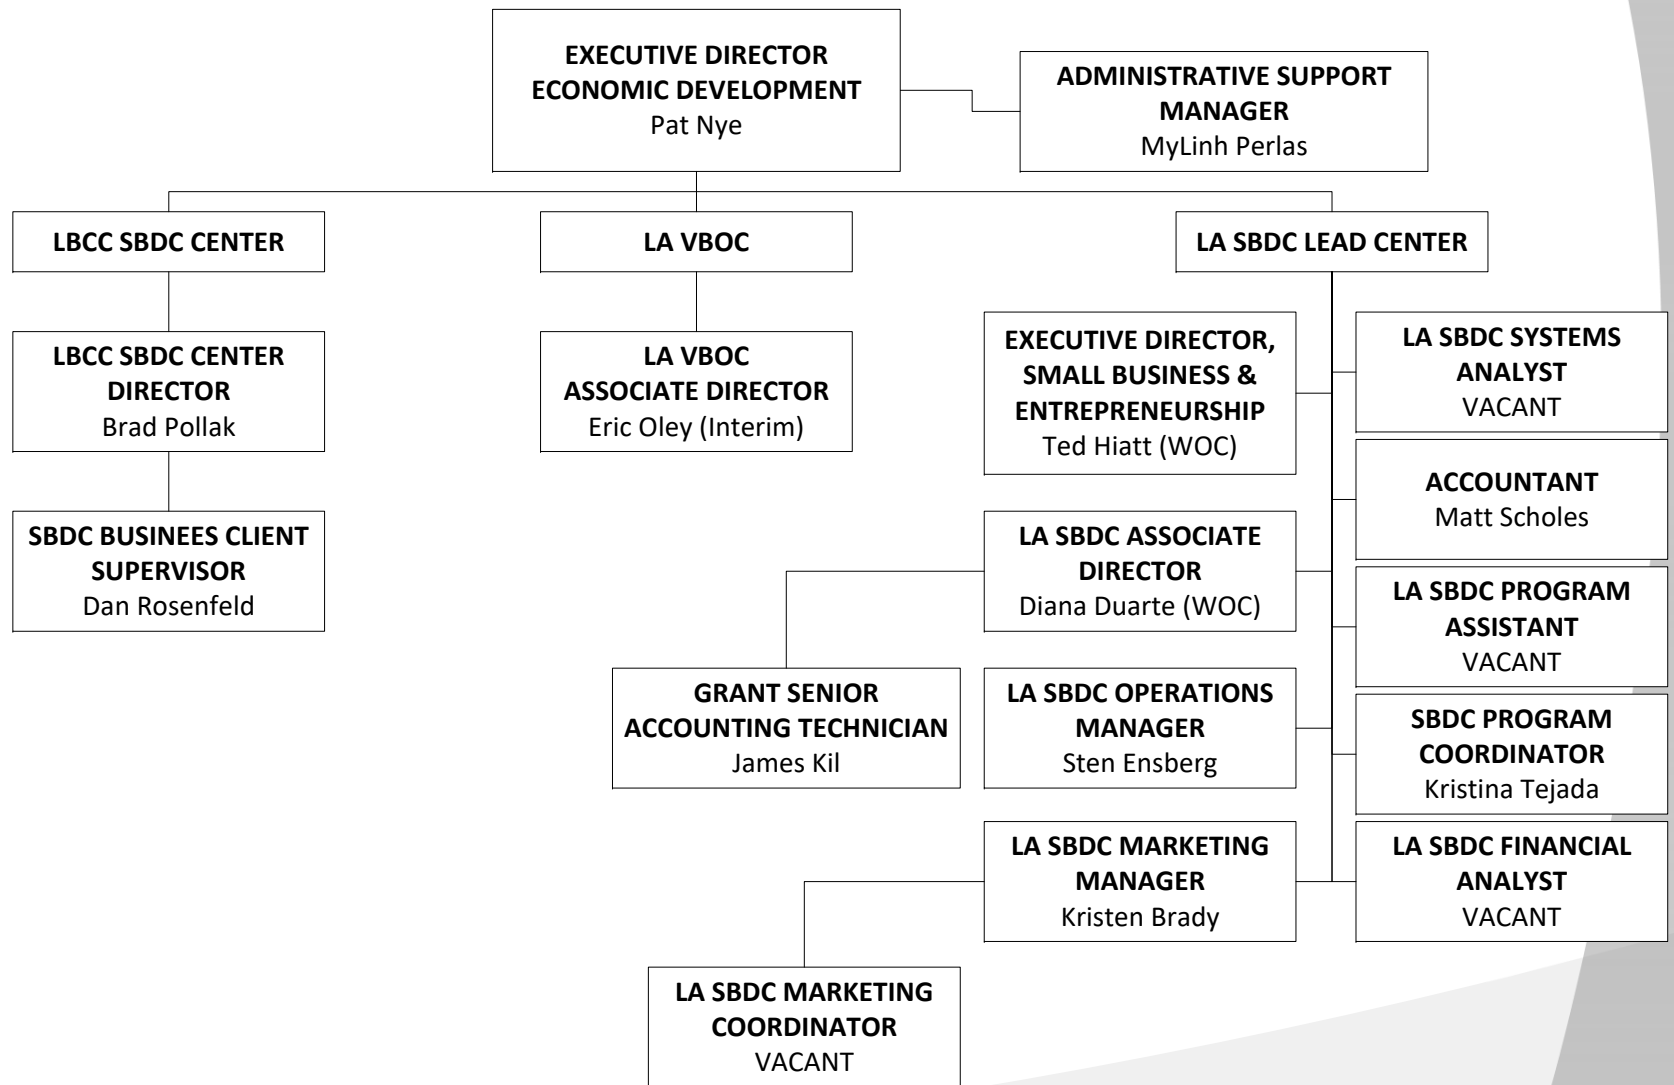 EXECUTIVE DIRECTOR
ECONOMIC DEVELOPMENT
Pat Nye
ADMINISTRATIVE SUPPORT
MANAGER
MyLinh Perlas
LBCC SBDC CENTER
LA VBOC
LA SBDC LEAD CENTER
LBCC SBDC CENTER
DIRECTOR
Brad Pollak
LA VBOC
ASSOCIATE DIRECTOR
Eric Oley (Interim)
EXECUTIVE DIRECTOR,
SMALL BUSINESS &
ENTREPRENEURSHIP
Ted Hiatt (WOC)
LA SBDC SYSTEMS
ANALYST
VACANT
ACCOUNTANT
Matt Scholes
SBDC BUSINEES CLIENT
SUPERVISOR
Dan Rosenfeld
LA SBDC ASSOCIATE
DIRECTOR
Diana Duarte (WOC)
LA SBDC PROGRAM
ASSISTANT
VACANT
GRANT SENIOR
ACCOUNTING TECHNICIAN
James Kil
LA SBDC OPERATIONS
MANAGER
Sten Ensberg
SBDC PROGRAM
COORDINATOR
Kristina Tejada
LA SBDC MARKETING
MANAGER
Kristen Brady
LA SBDC FINANCIAL
ANALYST
VACANT
LA SBDC MARKETING
COORDINATOR
VACANT